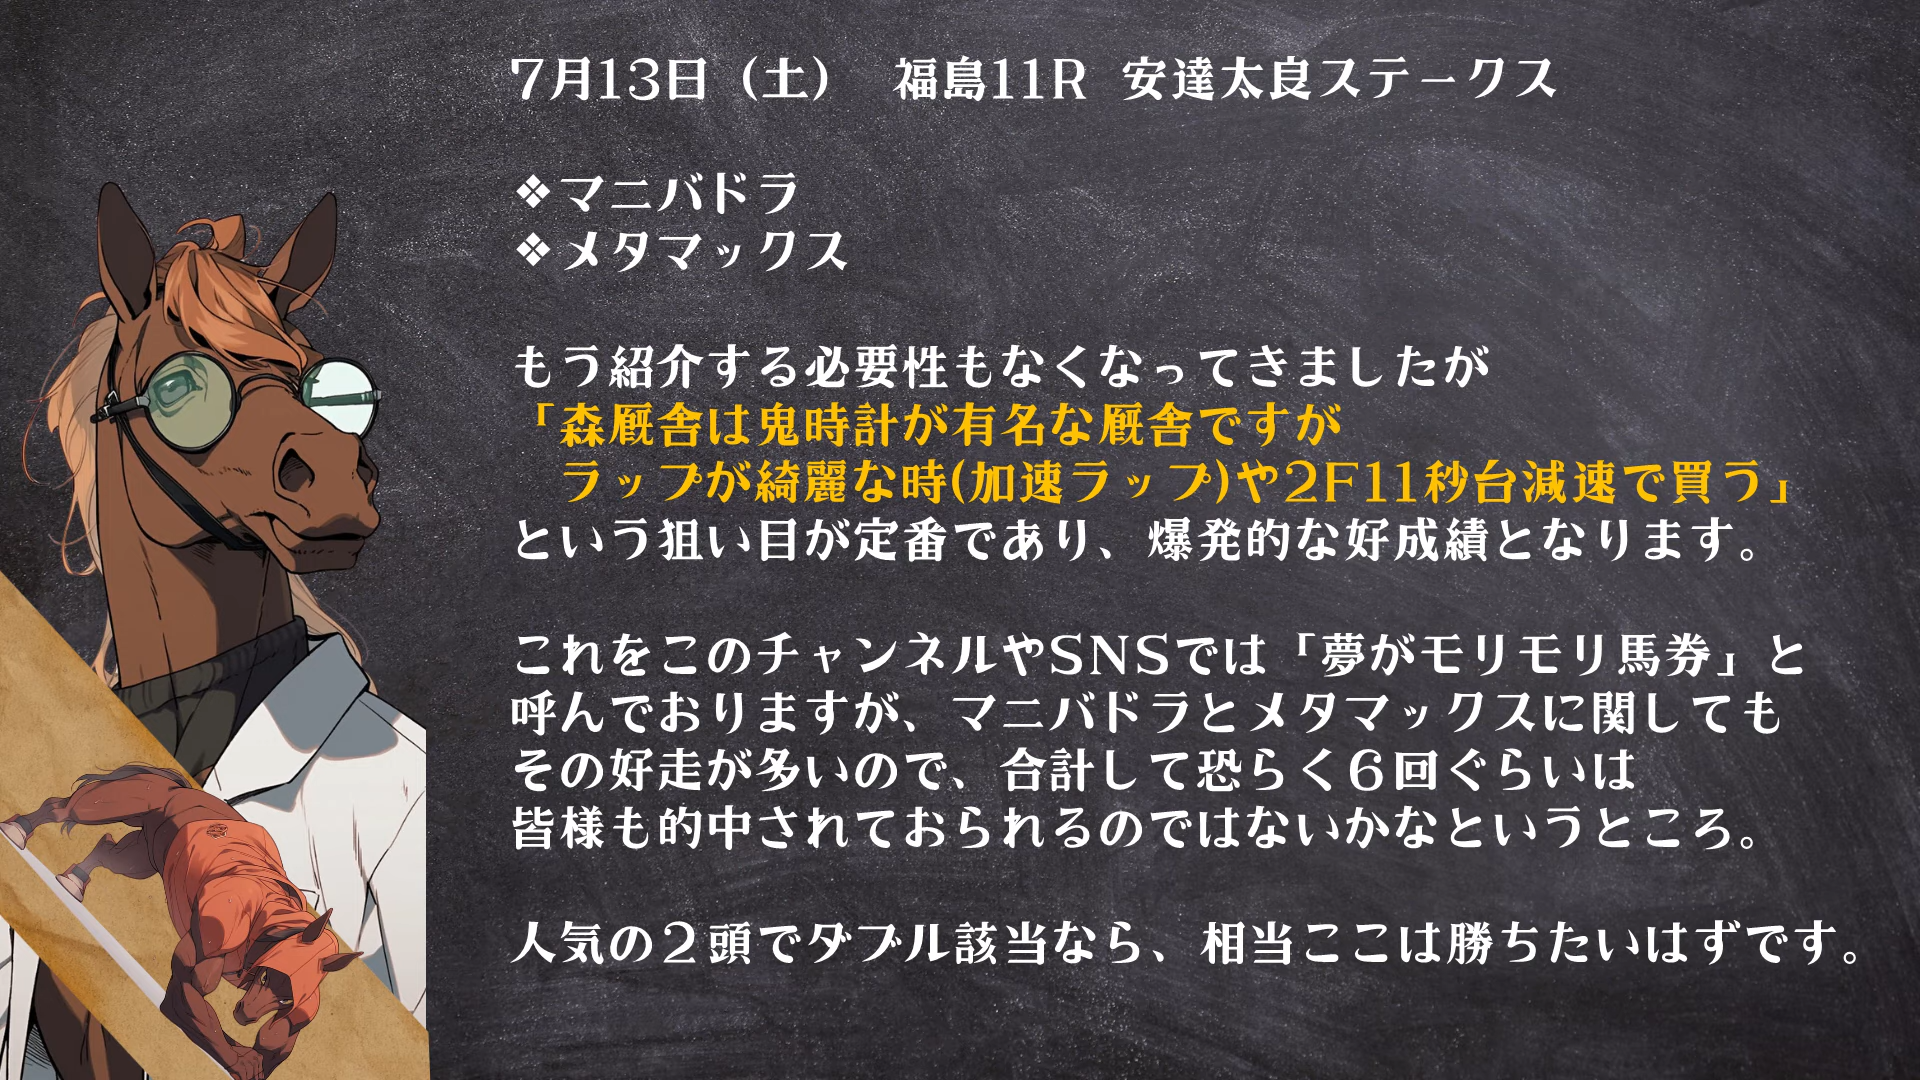 7月13日（土）　福島11R 安達太良ステークス
❖マニバドラ
❖メタマックス
もう紹介する必要性もなくなってきましたが
「森厩舎は鬼時計が有名な厩舎ですが
ラップが綺麗な時(加速ラップ)や2F11秒台減速で買う」
という狙い目が定番であり、爆発的な好成績となります。
これをこのチャンネルやSNSでは「夢がモリモリ馬券」と
呼んでおりますが、マニバドラとメタマックスに関しても
その好走が多いので、合計して恐らく６回ぐらいは
皆様も的中されておられるのではないかなというところ。
人気の２頭でダブル該当なら、相当ここは勝ちたいはずです。